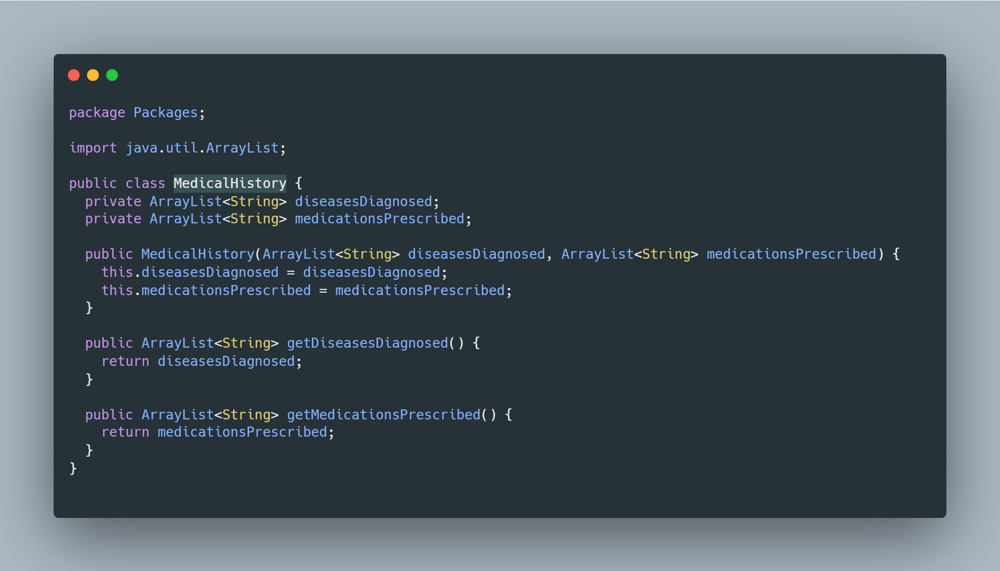 package Packages;

import java.util.ArrayList;

public class MedicalHistory {
  private ArrayList<String> diseasesDiagnosed;
  private ArrayList<String> medicationsPrescribed;

  public MedicalHistory(ArrayList<String> diseasesDiagnosed, ArrayList<String> medicationsPrescribed) {
    this.diseasesDiagnosed = diseasesDiagnosed;
    this.medicationsPrescribed = medicationsPrescribed;
  }

  public ArrayList<String> getDiseasesDiagnosed() {
    return diseasesDiagnosed;
  }

  public ArrayList<String> getMedicationsPrescribed() {
    return medicationsPrescribed;
  }
}